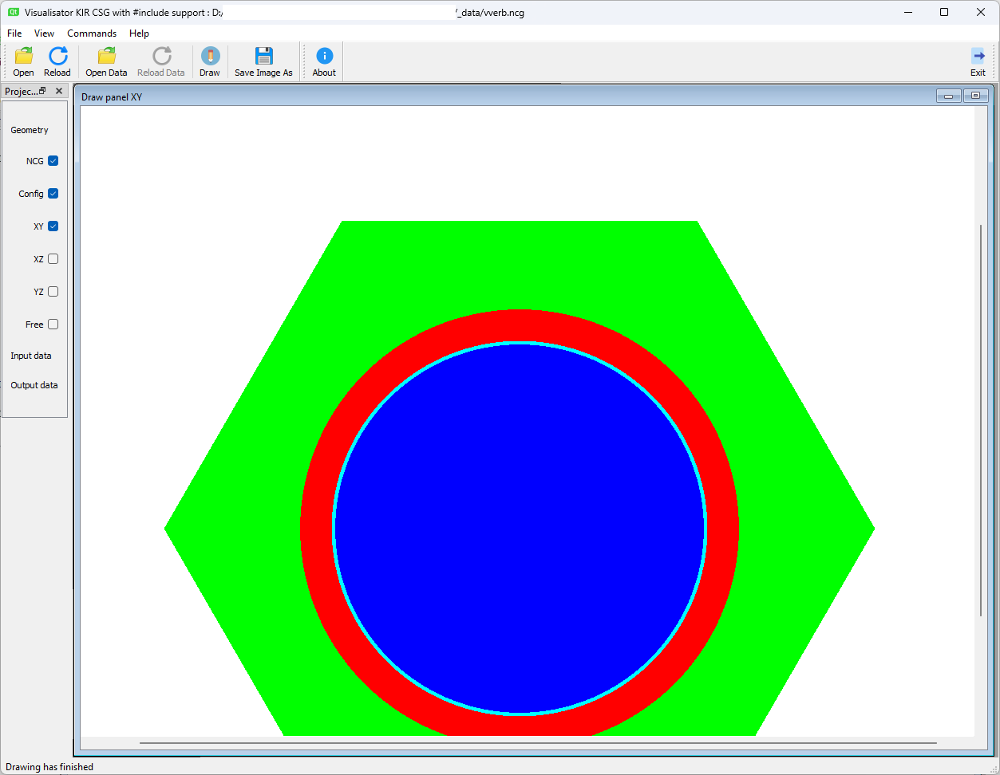 Qt Visualisator KIR CSG with #include support : D:/ /_data/vverb.ncg
File View Commands Help
Open Reload Open Data Reload Data Draw Save Image As About Exit
Projec...
Draw panel XY
Geometry
NCG
Config
XY
XZ
YZ
Free
Input data
Output data
Drawing has finished